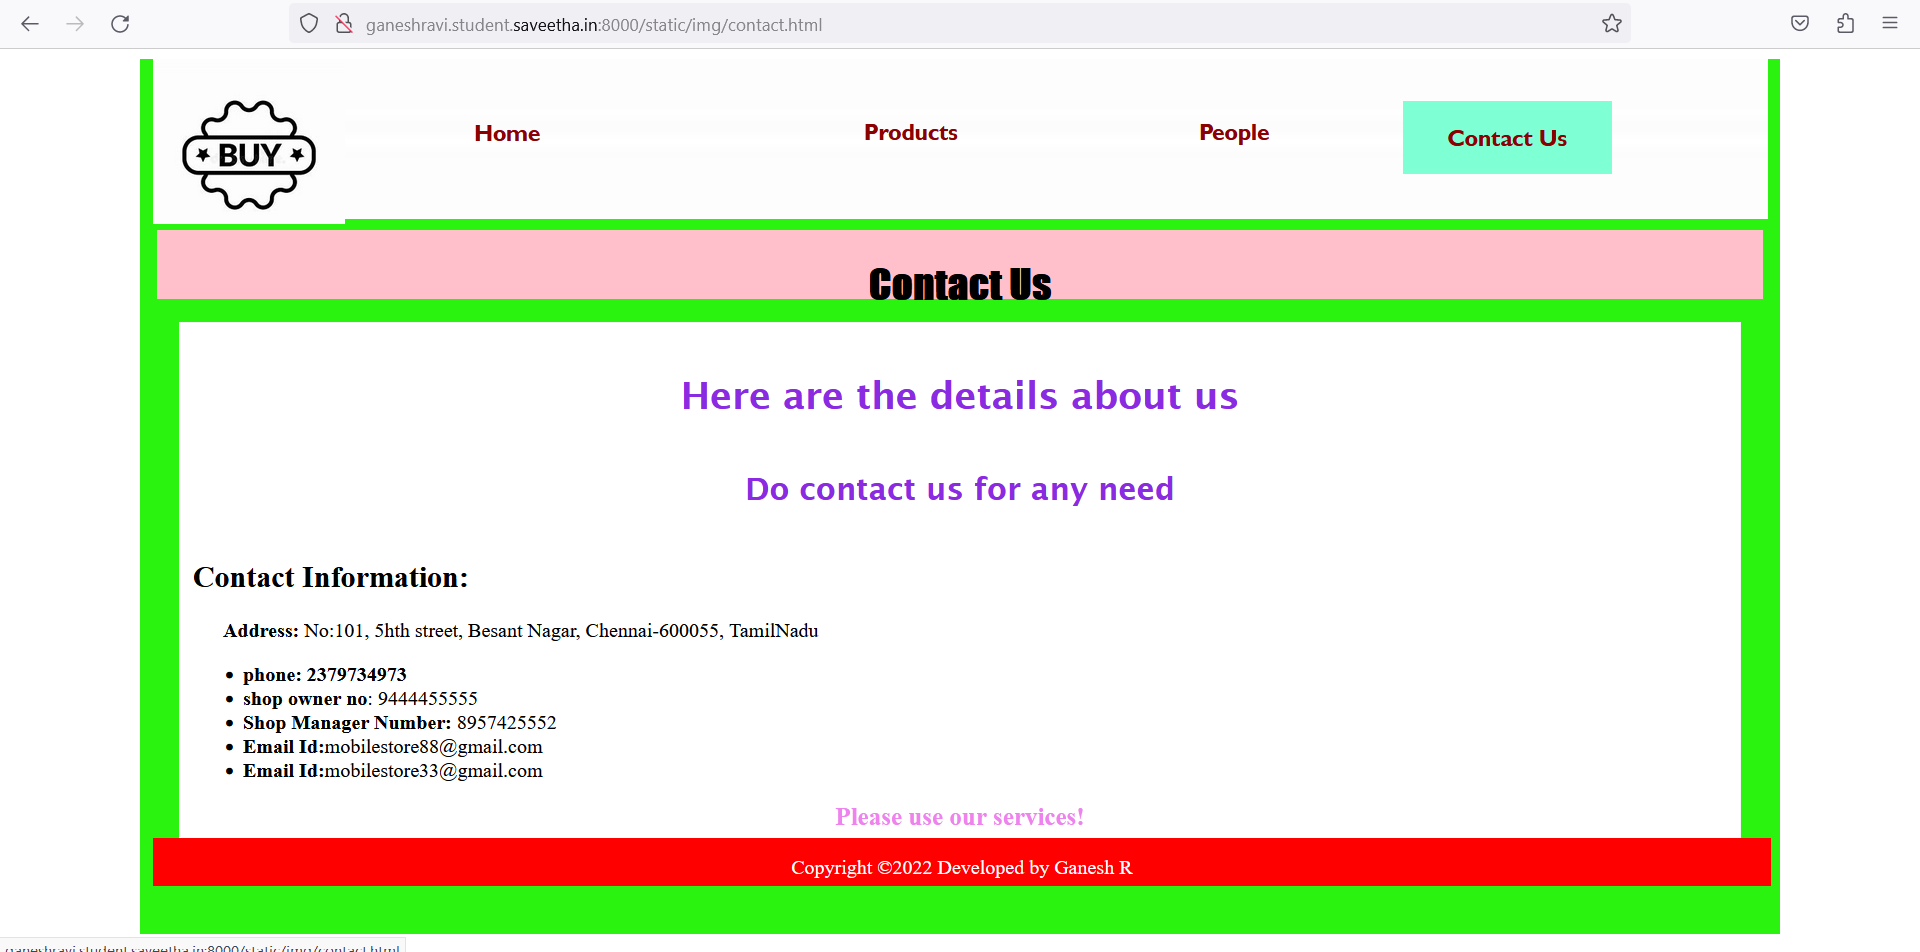 ganeshravi.student.saveetha.in:8000/static/img/contact.html
BUY
Home Products People Contact Us
Contact Us
Here are the details about us
Do contact us for any need
Contact Information:
Address: No:101, 5hth street, Besant Nagar, Chennai-600055, TamilNadu
• phone: 2379734973
• shop owner no: 9444455555
• Shop Manager Number: 8957425552
• Email Id:mobilestore88@gmail.com
• Email Id:mobilestore33@gmail.com
Please use our services!
Copyright ©2022 Developed by Ganesh R
ganeshravi.student.saveetha.in:8000/static/img/contact.html